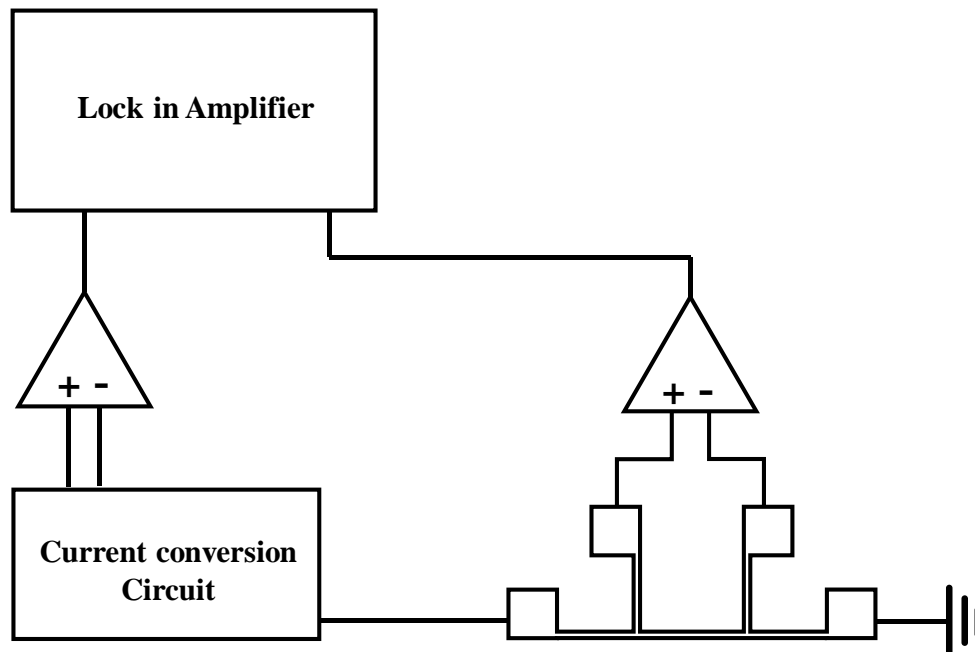 Lock in Amplifier
+ -
+ -
Current conversion
Circuit